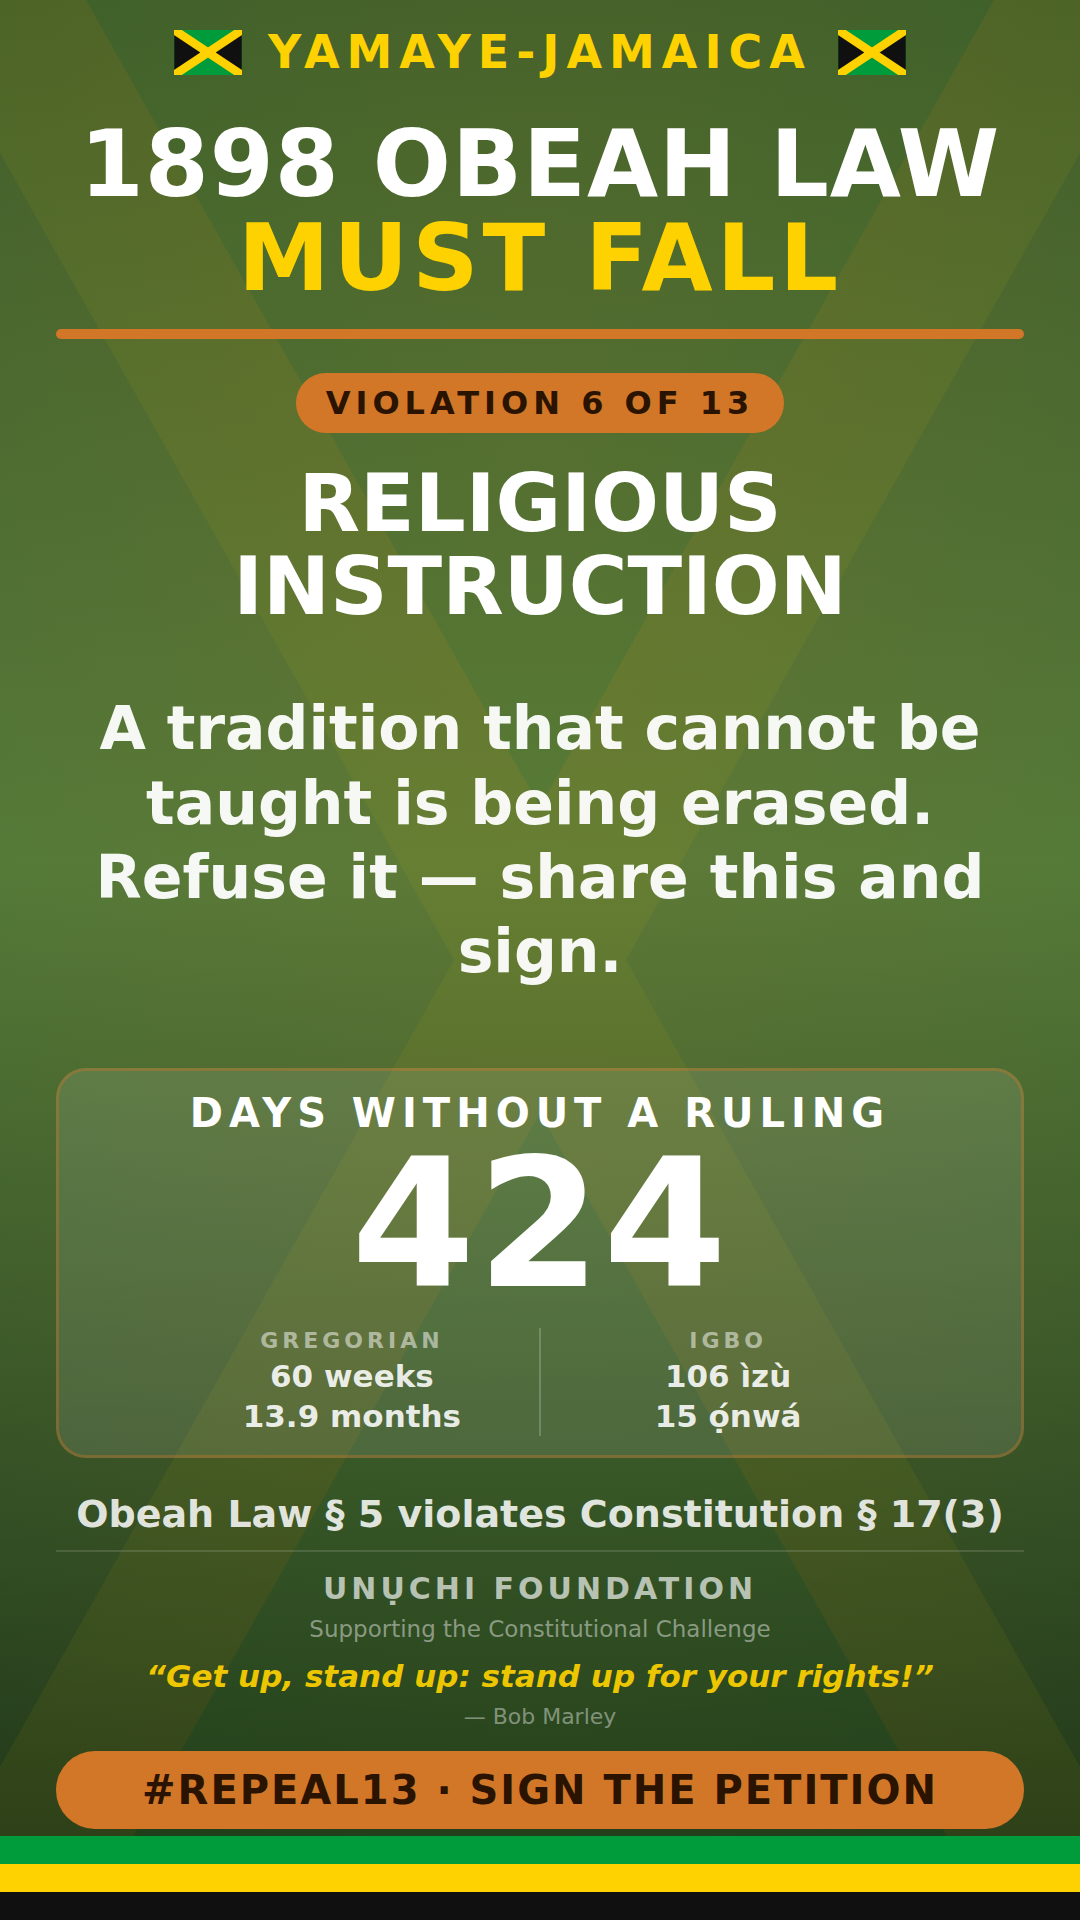 YAMAYE-JAMAICA
1898 OBEAH LAW
MUST FALL
VIOLATION 6 OF 13
RELIGIOUS
INSTRUCTION
A tradition that cannot be
taught is being erased.
Refuse it — share this and
sign.
DAYS WITHOUT A RULING
424
GREGORIAN
60 weeks
13.9 months
IGBO
106 ìzù
15 ọ́nwá
Obeah Law § 5 violates Constitution § 17(3)
UNỤCHI FOUNDATION
Supporting the Constitutional Challenge
“Get up, stand up: stand up for your rights!”
— Bob Marley
#REPEAL13 · SIGN THE PETITION